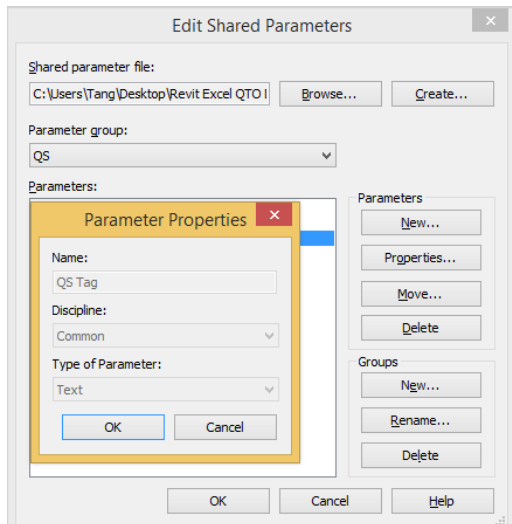 Edit Shared Parameters
Shared parameter file:
C:\Users\Tang\Desktop\Revit Excel QTO I
Browse...
Create...
Parameter group:
QS
Parameters:
Parameter Properties
Name:
QS Tag
Discipline:
Common
Type of Parameter:
Text
OK
Cancel
Parameters
New...
Properties...
Move...
Delete
Groups
New...
Rename...
Delete
OK
Cancel
Help